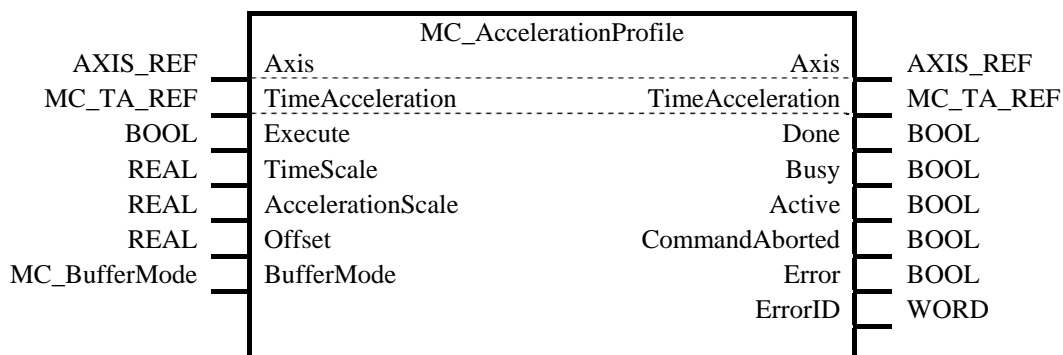 MC_AccelerationProfile
AXIS_REF Axis Axis AXIS_REF
MC_TA_REF TimeAcceleration TimeAcceleration MC_TA_REF
BOOL Execute Done BOOL
REAL TimeScale Busy BOOL
REAL AccelerationScale Active BOOL
REAL Offset CommandAborted BOOL
MC_BufferMode BufferMode Error BOOL
ErrorID WORD